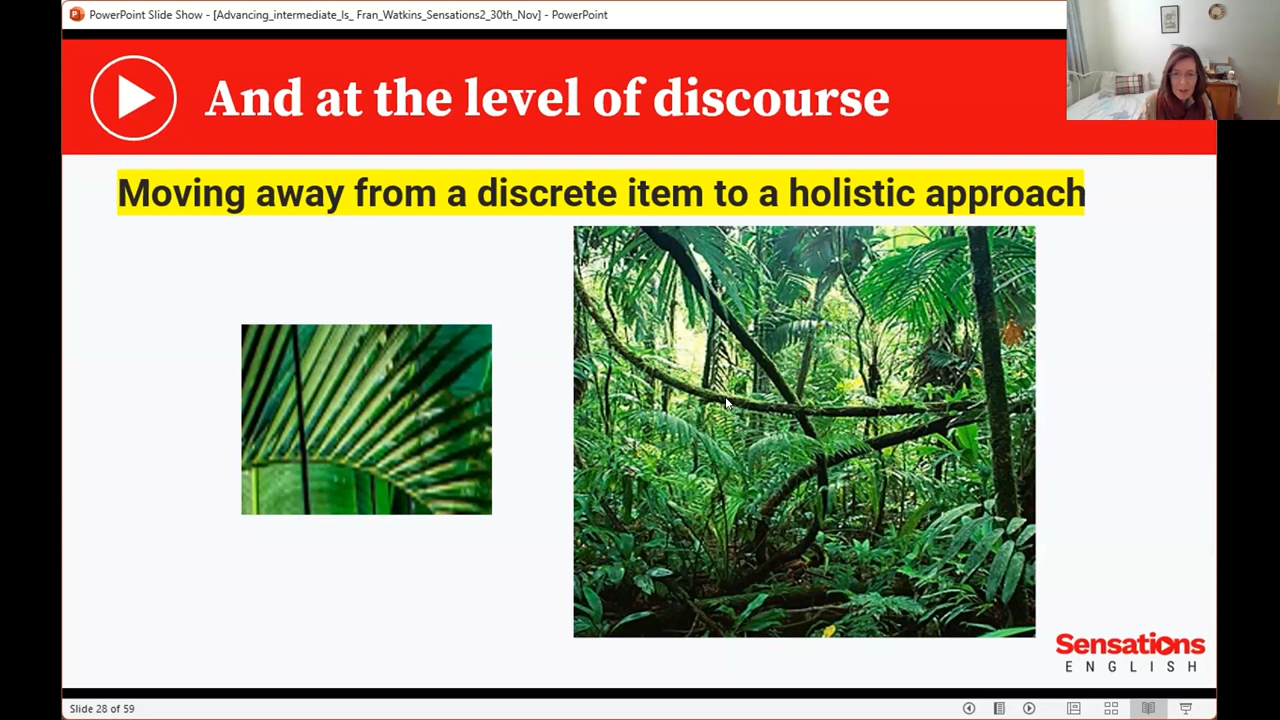 PowerPoint Slide Show - [Advancing_intermediate_ls_ Fran_Watkins_Sensations2_30th_Nov] - PowerPoint
And at the level of discourse
Moving away from a discrete item to a holistic approach
Sensations
ENGLISH
Slide 28 of 59